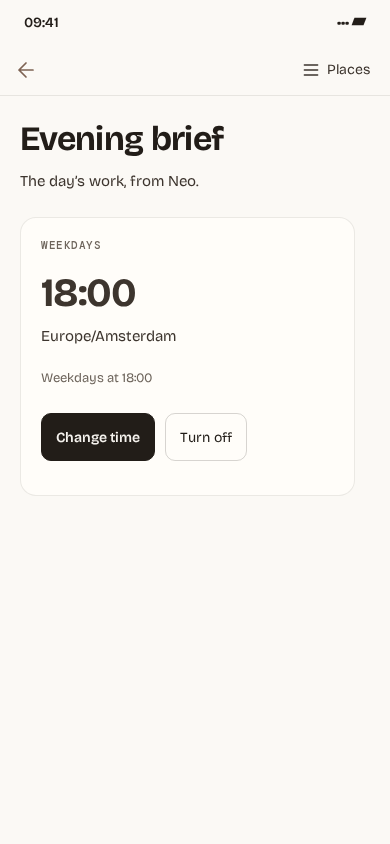 09:41
Places
Evening brief
The day's work, from Neo.
WEEKDAYS
18:00
Europe/Amsterdam
Weekdays at 18:00
Change time
Turn off